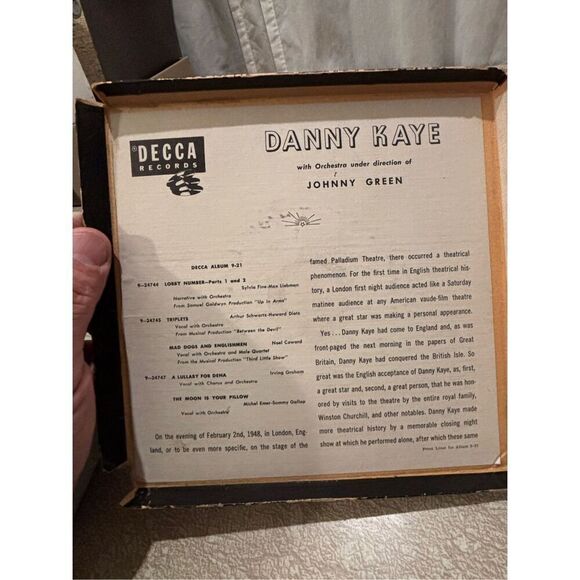 DECCA
RECORDS
DANNY KAYE
with Orchestra under direction of
JOHNNY GREEN
DECCA ALBUM 9-21
9-24744 LOBBY NUMBER—Parts 1 and 2
Sylvia Fine-Max Liebman
Narrative with Orchestra
From Samuel Goldwyn Production "Up in Arms"
9-24745 TRIPLETS Arthur Schwartz-Howard Dietz
Vocal with Orchestra
From Musical Production "Between the Devil"
MAD DOGS AND ENGLISHMEN Noel Coward
Vocal with Orchestra and Male Quartet
From the Musical Production "Third Little Show"
9-24747 A LULLABY FOR DENA Irving Graham
Vocal with Chorus and Orchestra
THE MOON IS YOUR PILLOW
Michel Emer-Sammy Gallop
Vocal with Orchestra
On the evening of February 2nd, 1948, in London, Eng-
land, or to be even more specific, on the stage of the
famed Palladium Theatre, there occurred a theatrical
phenomenon. For the first time in English theatrical his-
tory, a London first night audience acted like a Saturday
matinee audience at any American vaude-film theatre
where a great star was making a personal appearance.
Yes . . . Danny Kaye had come to England and, as was
front-paged the next morning in the papers of Great
Britain, Danny Kaye had conquered the British Isle. So
great was the English acceptance of Danny Kaye, as, first,
a great star and, second, a great person, that he was hon-
ored by visits to the theatre by the entire royal family,
Winston Churchill, and other notables. Danny Kaye made
more theatrical history by a memorable closing night
show at which he performed alone, after which these same
for Album 9-21